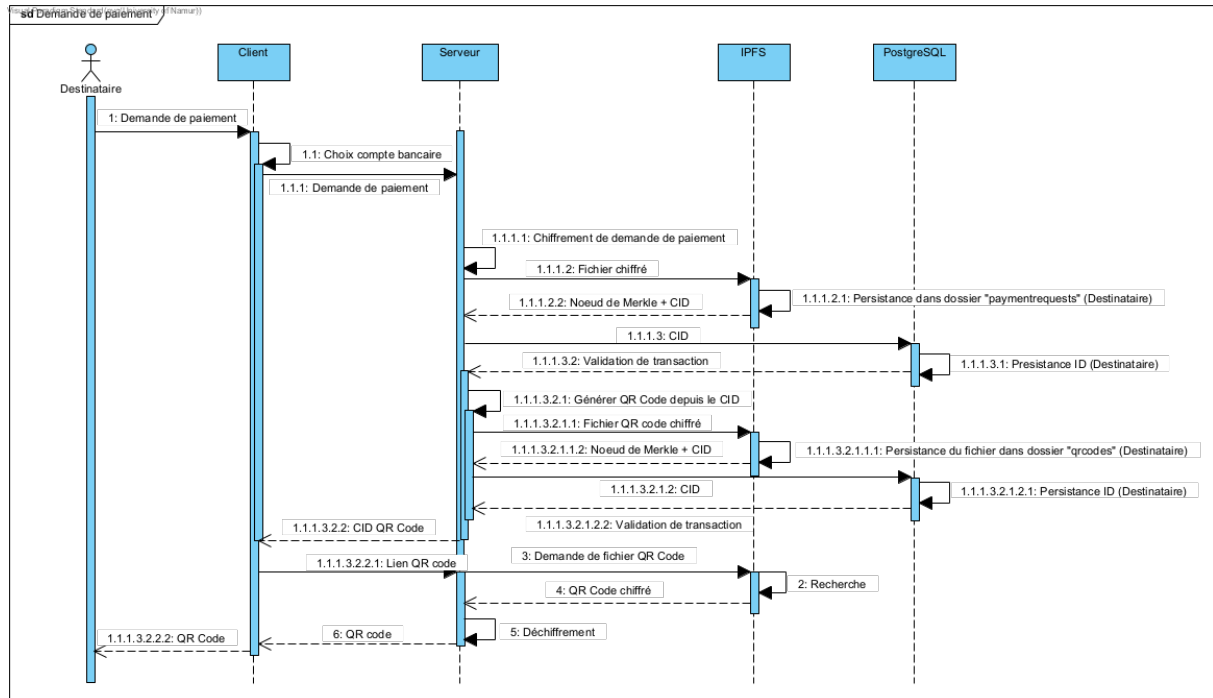 Visual Paradigm Standard(
University of Namur))
sd Demande de paiement
Destinataire
Client
Serveur
IPFS
PostgreSQL
1: Demande de paiement
1.1: Choix compte bancaire
1.1.1: Demande de paiement
1.1.1.1: Chiffrement de demande de paiement
1.1.1.2: Fichier chiffré
1.1.1.2.1: Persistance dans dossier "paymentrequests" (Destinataire)
1.1.1.2.2: Noeud de Merkle + CID
1.1.1.3: CID
1.1.1.3.2: Validation de transaction
1.1.1.3.1: Presistance ID (Destinataire)
1.1.1.3.2.1: Générer QR Code depuis le CID
1.1.1.3.2.1.1: Fichier QR code chiffré
1.1.1.3.2.1.1.2: Noeud de Merkle + CID
1.1.1.3.2.1.1.1: Persistance du fichier dans dossier "qrcodes" (Destinataire)
1.1.1.3.2.1.2: CID
1.1.1.3.2.1.2.1: Persistance ID (Destinataire)
1.1.1.3.2.2: CID QR Code
1.1.1.3.2.1.2.2: Validation de transaction
1.1.1.3.2.2.1: Lien QR code
3: Demande de fichier QR Code
2: Recherche
4: QR Code chiffré
1.1.1.3.2.2.2: QR Code
6: QR code
5: Déchiffrement